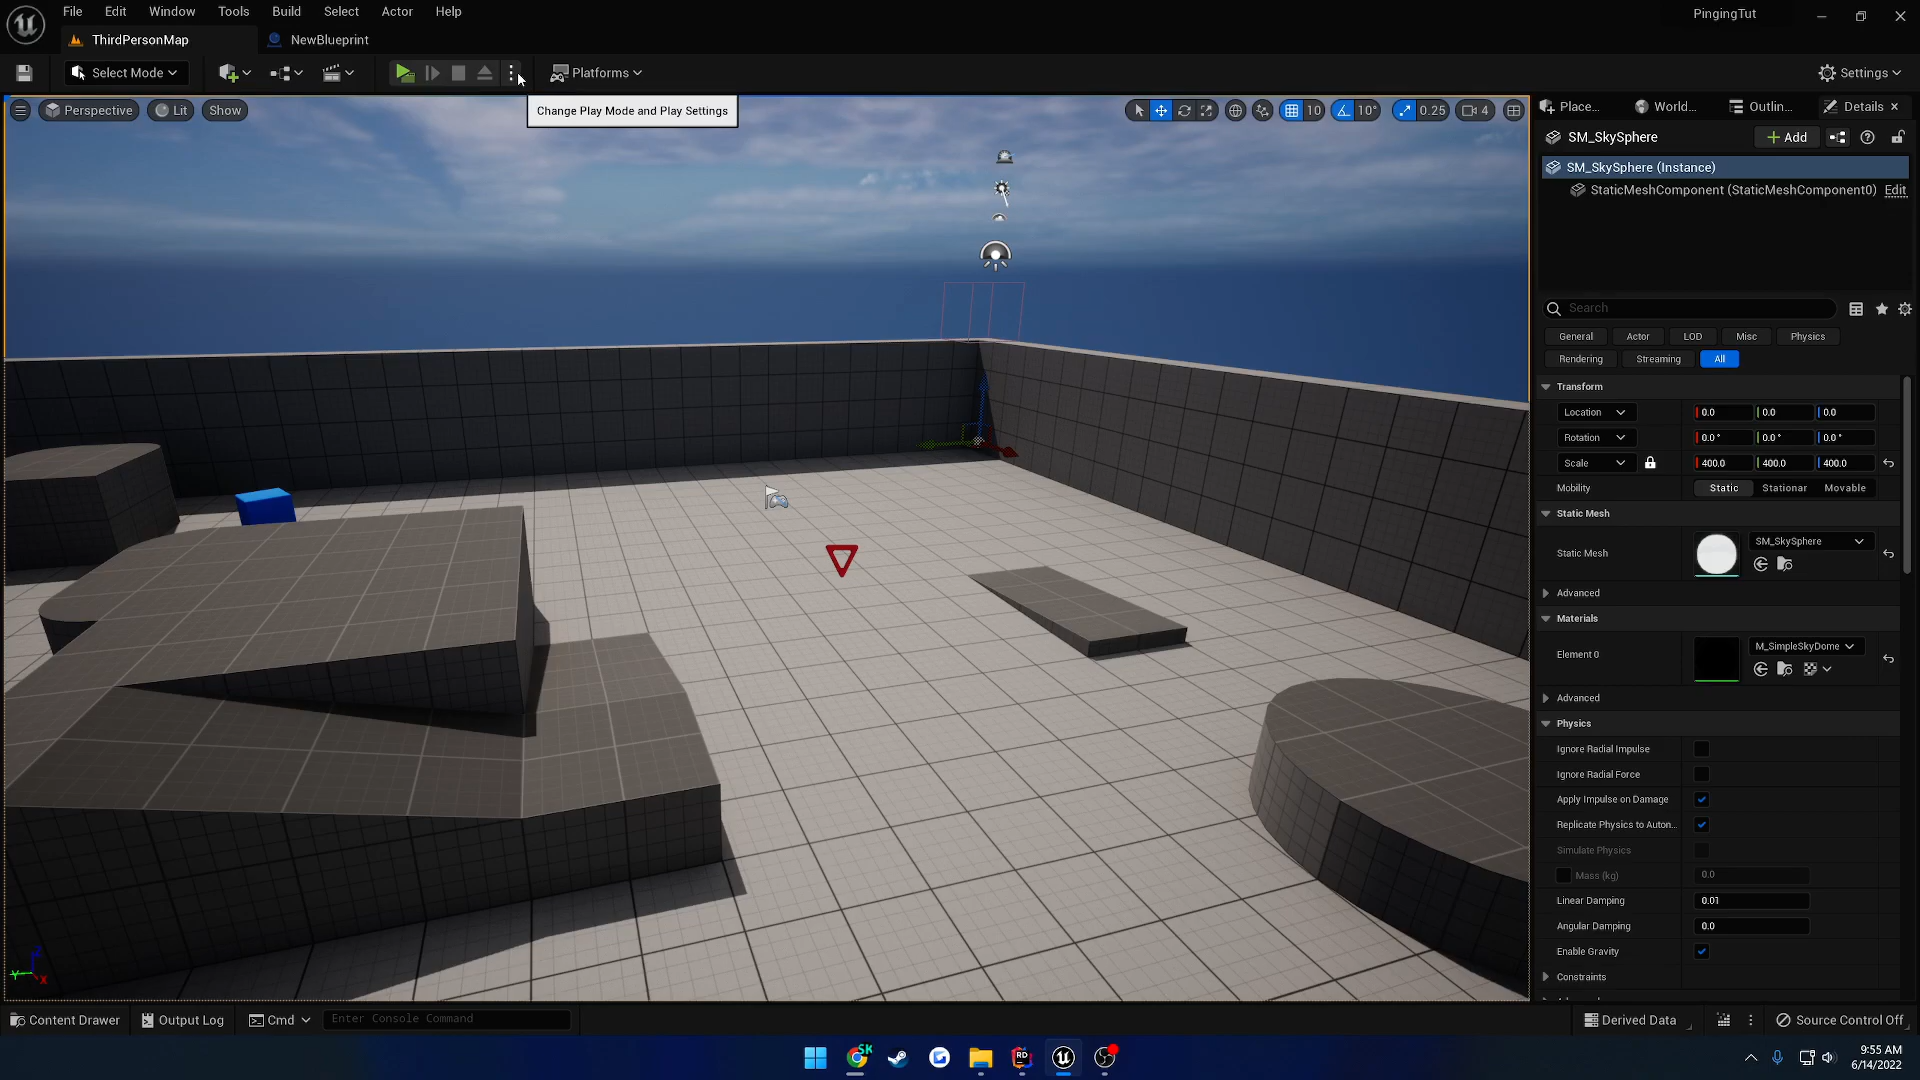 File Edit Window Tools Build Select Actor Help
PingingTut
ThirdPersonMap
NewBlueprint
Select Mode
Platforms
Settings
Change Play Mode and Play Settings
Perspective Lit Show
10 10° 0.25 4
Place... World... Outlin... Details
SM_SkySphere
Add
SM_SkySphere (Instance)
StaticMeshComponent (StaticMeshComponent0) Edit
Search
General Actor LOD Misc Physics
Rendering Streaming All
Transform
Location 0.0 0.0 0.0
Rotation 0.0° 0.0° 0.0°
Scale 400.0 400.0 400.0
Mobility Static Stationar Movable
Static Mesh
Static Mesh SM_SkySphere
Advanced
Materials
Element 0 M_SimpleSkyDome
Advanced
Physics
Ignore Radial Impulse
Ignore Radial Force
Apply Impulse on Damage
Replicate Physics to Auton...
Simulate Physics
Mass (kg) 0.0
Linear Damping 0.01
Angular Damping 0.0
Enable Gravity
Constraints
Z
Y X
Content Drawer Output Log Cmd Enter Console Command
Derived Data Source Control Off
SK
RD
9:55 AM
6/14/2022